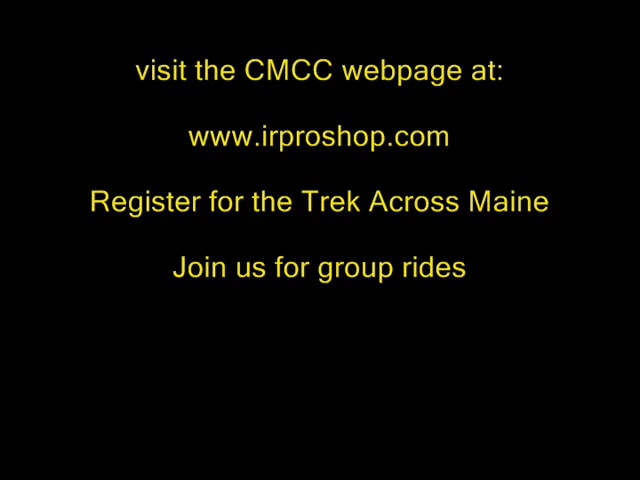 visit the CMCC webpage at:
www.irproshop.com
Register for the Trek Across Maine
Join us for group rides